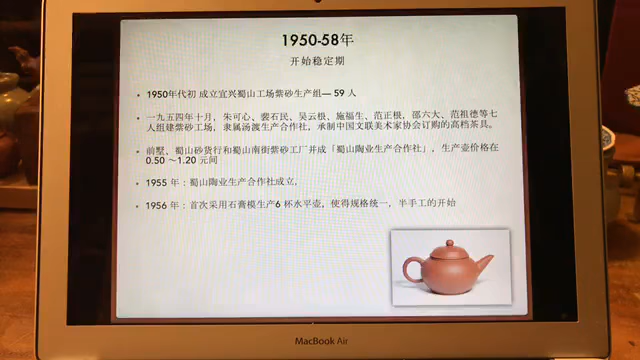 1950-58年
开始稳定期
• 1950年代初 成立宜兴蜀山工场紫砂生产组— 59 人
• 一九五四年十月，朱可心、裴石民、吴云根、施福生、范正根、邵六大、范祖德等七
人组建紫砂工场，隶属汤渡生产合作社，承制中国文联美术家协会订购的高档茶具。
• 前墅、蜀山砂货行和蜀山南街紫砂工厂并成「蜀山陶业生产合作社」，生产壶价格在
0.50 ～1.20 元间
• 1955 年：蜀山陶业生产合作社成立，
• 1956 年：首次采用石膏模生产6 杯水平壶，使得规格统一，半手工的开始
MacBook Air